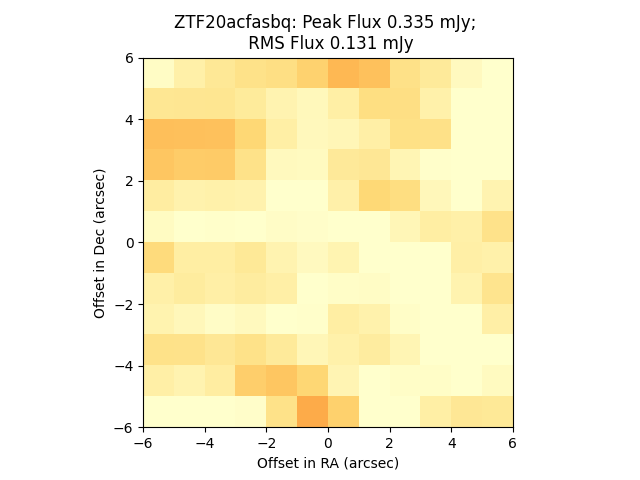 ZTF20acfasbq: Peak Flux 0.335 mJy;
RMS Flux 0.131 mJy
6
4
2
0
−2
−4
−6
Offset in Dec (arcsec)
−6 −4 −2 0 2 4 6
Offset in RA (arcsec)